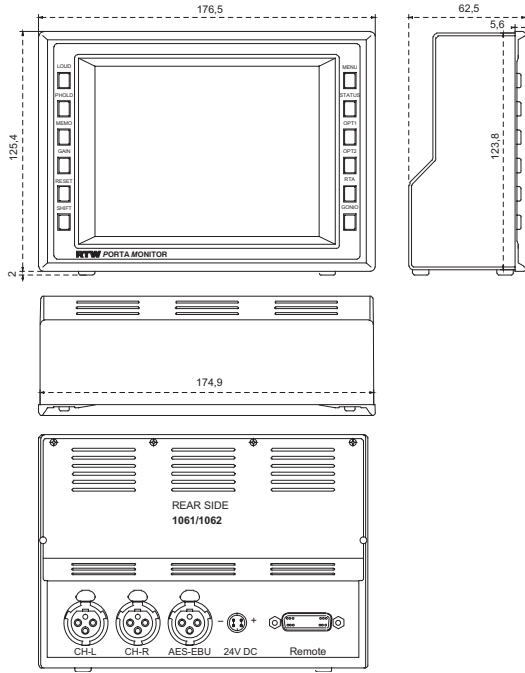 176,5
62,5
5,6
LOUD
MENU
PHOLD
STATUS
MEMO
OPT1
GAIN
OPT2
RESET
RTA
SHIFT
GONIO
125,4
123,8
RTW PORTA MONITOR
2
174,9
REAR SIDE
1061/1062
− +
CH-L CH-R AES-EBU 24V DC Remote